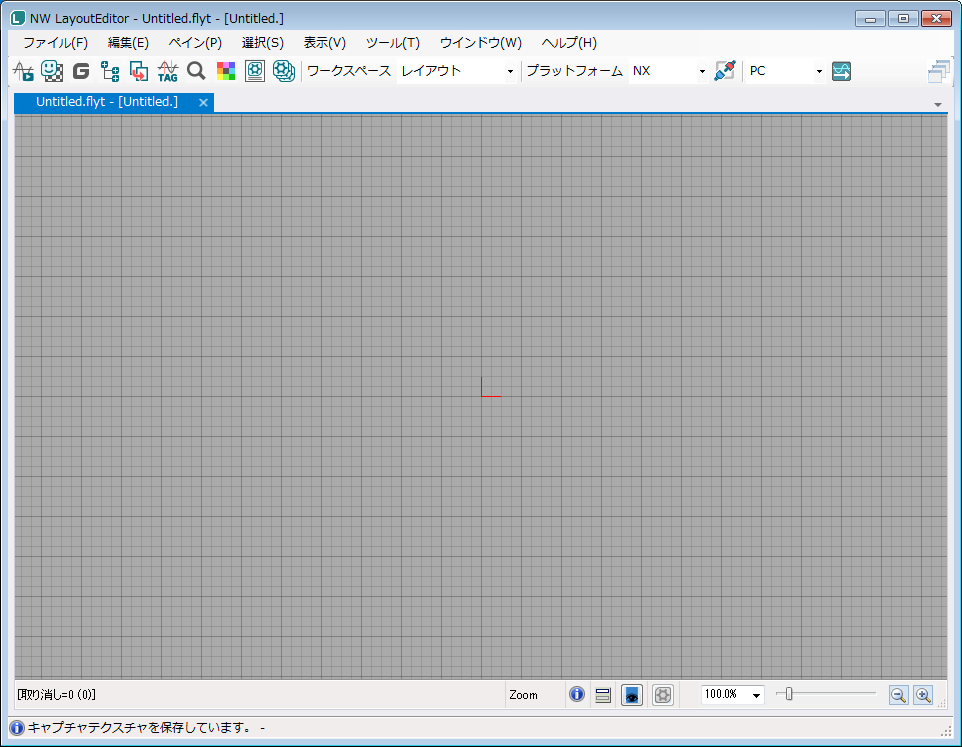 NW LayoutEditor - Untitled.flyt - [Untitled.]
ファイル(F) 編集(E) ペイン(P) 選択(S) 表示(V) ツール(T) ウインドウ(W) ヘルプ(H)
TAG ワークスペース レイアウト プラットフォーム NX PC
Untitled.flyt - [Untitled.]
[取り消し=0 (0)] Zoom 100.0%
キャプチャテクスチャを保存しています。 -